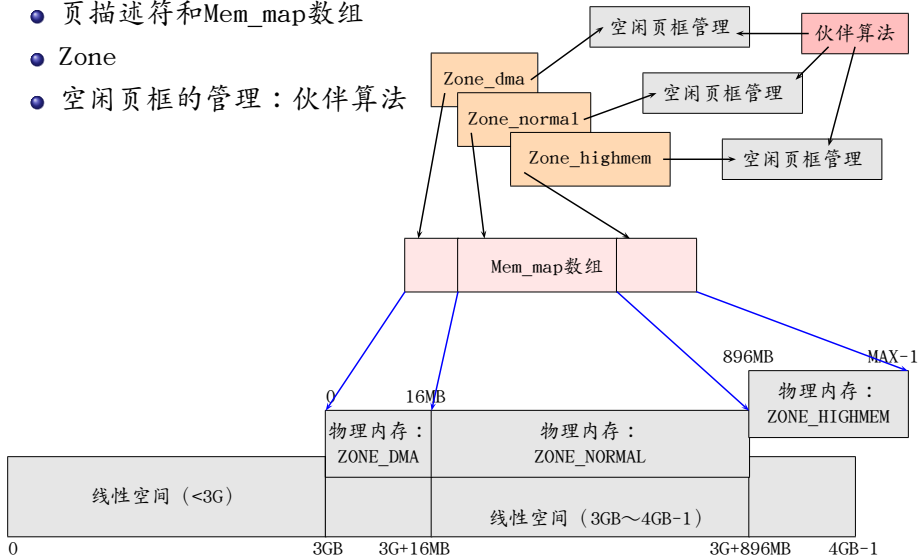 页描述符和Mem_map数组
Zone
空闲页框的管理：伙伴算法
空闲页框管理
伙伴算法
Zone_dma
空闲页框管理
Zone_normal
Zone_highmem
空闲页框管理
Mem_map数组
896MB
MAX-1
0
16MB
物理内存：
ZONE_HIGHMEM
物理内存：
ZONE_DMA
物理内存：
ZONE_NORMAL
线性空间（<3G）
线性空间（3GB～4GB-1）
0
3GB
3G+16MB
3G+896MB
4GB-1